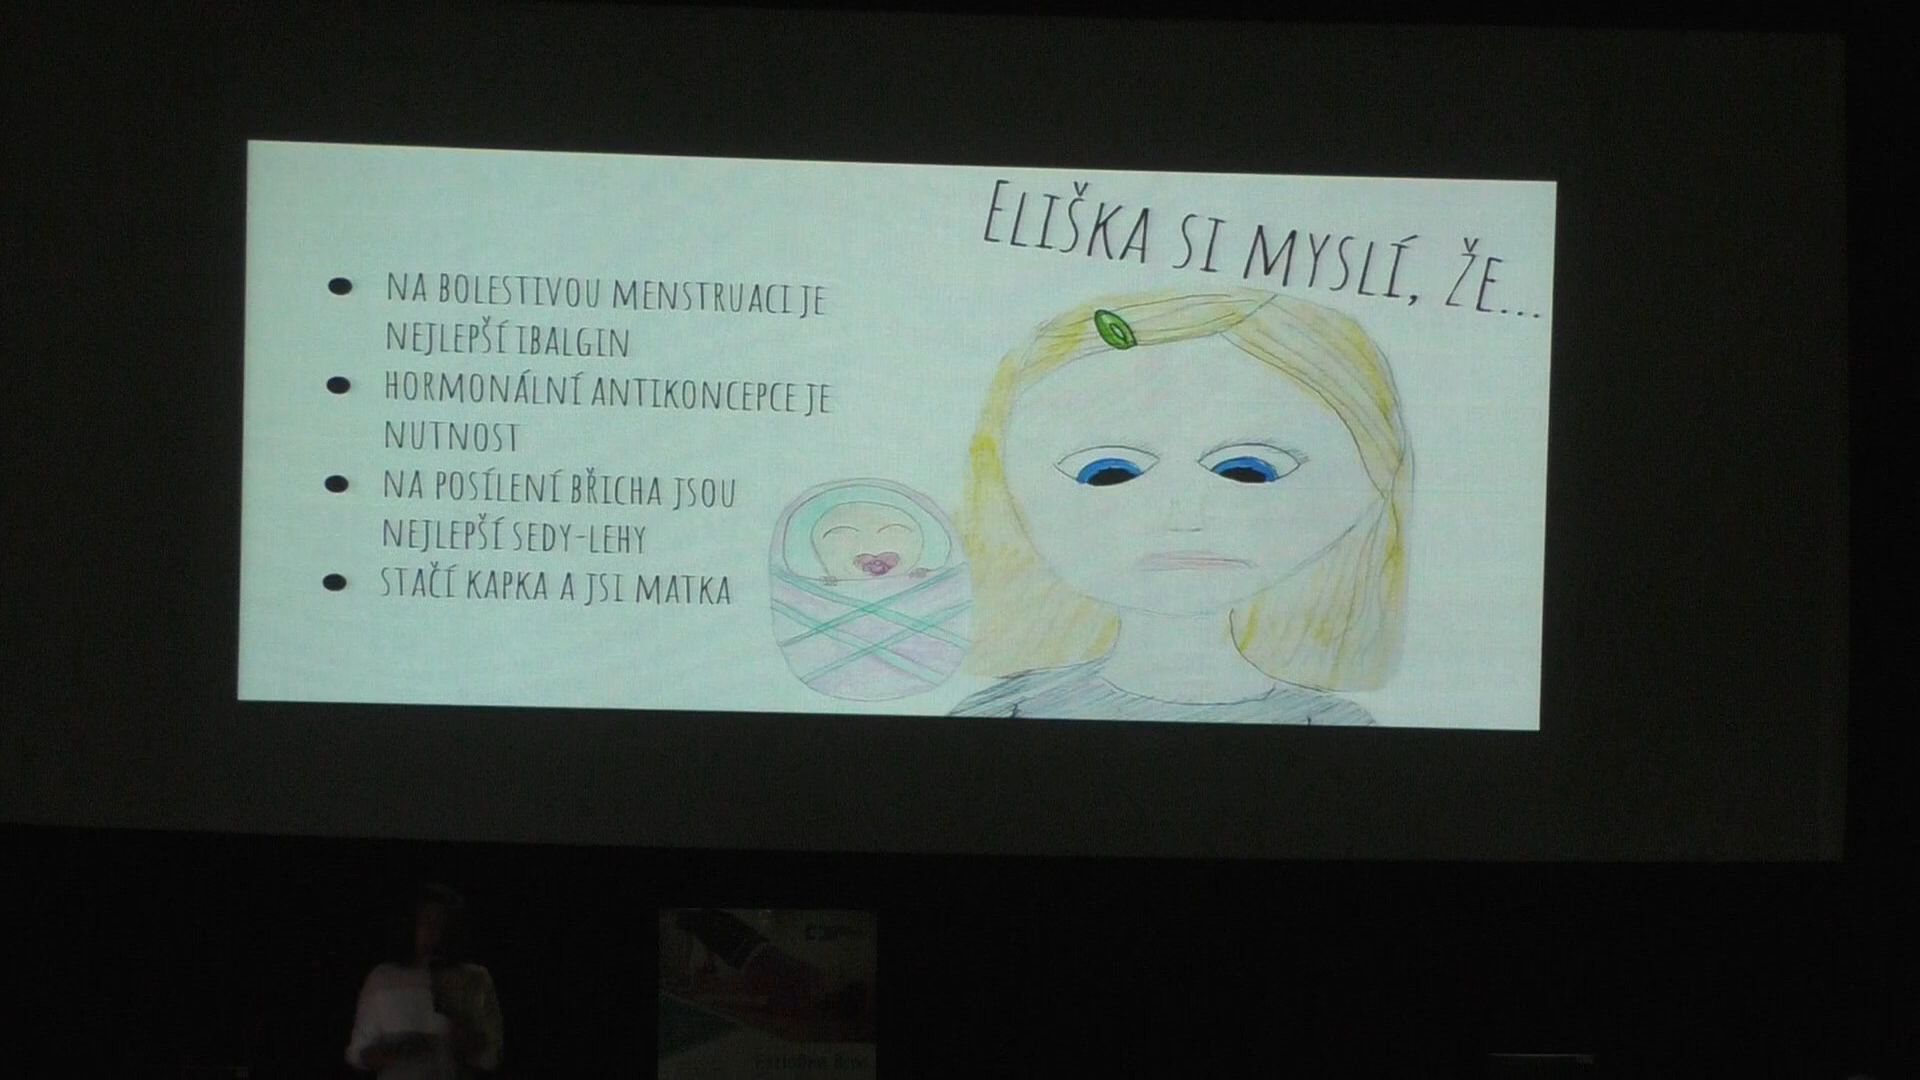 ELIŠKA SI MYSLÍ, ŽE...
NA BOLESTIVOU MENSTRUACI JE
NEJLEPŠÍ IBALGIN
HORMONÁLNÍ ANTIKONCEPCE JE
NUTNOST
NA POSÍLENÍ BŘICHA JSOU
NEJLEPŠÍ SEDY-LEHY
STAČÍ KAPKA A JSI MATKA